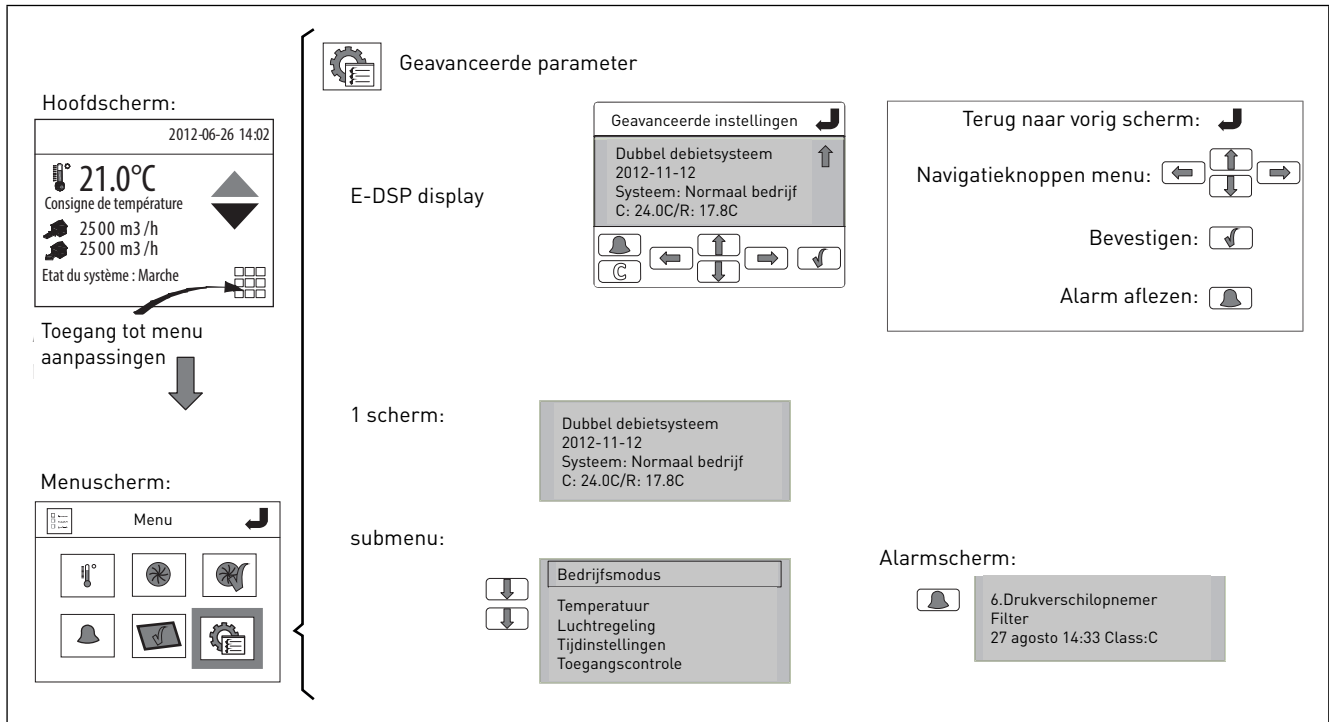 Hoofdscherm:
2012-06-26 14:02
21.0°C
Consigne de température
2500 m3/h
2500 m3/h
Etat du système : Marche
Toegang tot menu
aanpassingen
Menuscherm:
Menu
Geavanceerde parameter
E-DSP display
Geavanceerde instellingen
Dubbel debietsysteem
2012-11-12
Systeem: Normaal bedrijf
C: 24.0C/R: 17.8C
C
Terug naar vorig scherm:
Navigatieknoppen menu:
Bevestigen:
Alarm aflezen:
1 scherm:
Dubbel debietsysteem
2012-11-12
Systeem: Normaal bedrijf
C: 24.0C/R: 17.8C
submenu:
Bedrijfsmodus
Temperatuur
Luchtregeling
Tijdinstellingen
Toegangscontrole
Alarmscherm:
6.Drukverschilopnemer
Filter
27 agosto 14:33 Class:C